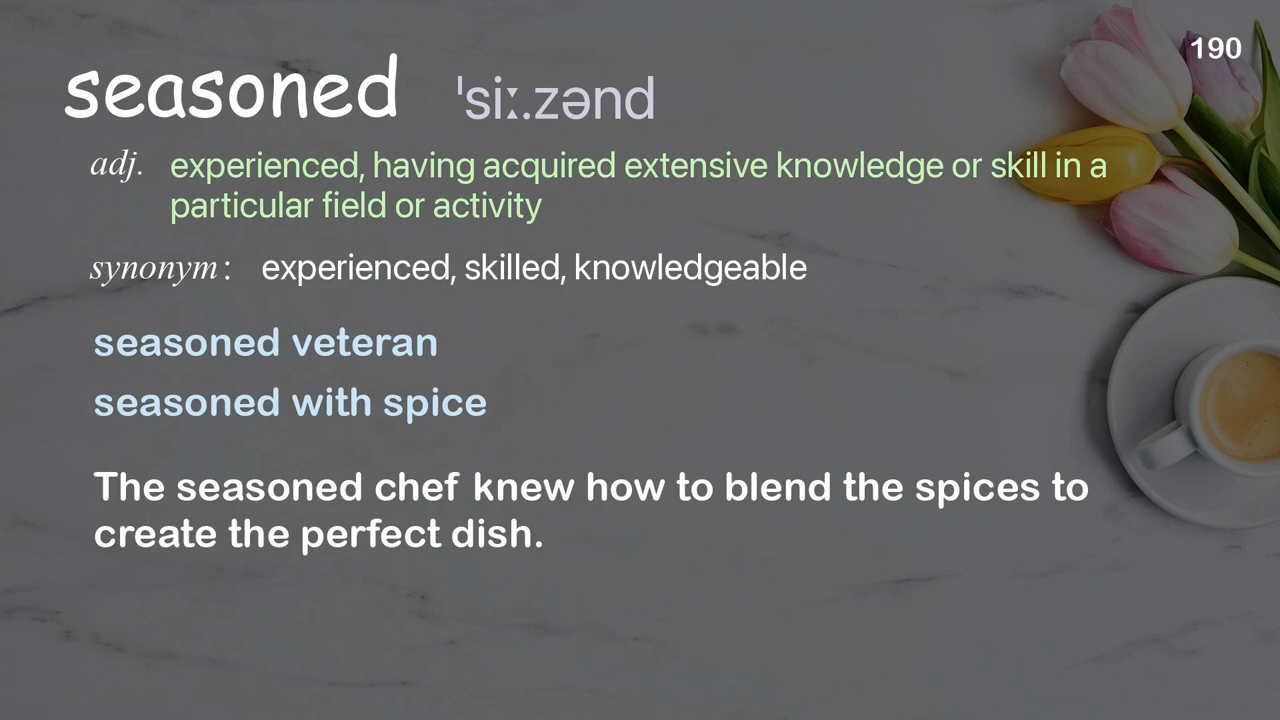 190
seasoned ˈsiː.zənd
adj. experienced, having acquired extensive knowledge or skill in a
particular field or activity
synonym: experienced, skilled, knowledgeable
seasoned veteran
seasoned with spice
The seasoned chef knew how to blend the spices to
create the perfect dish.